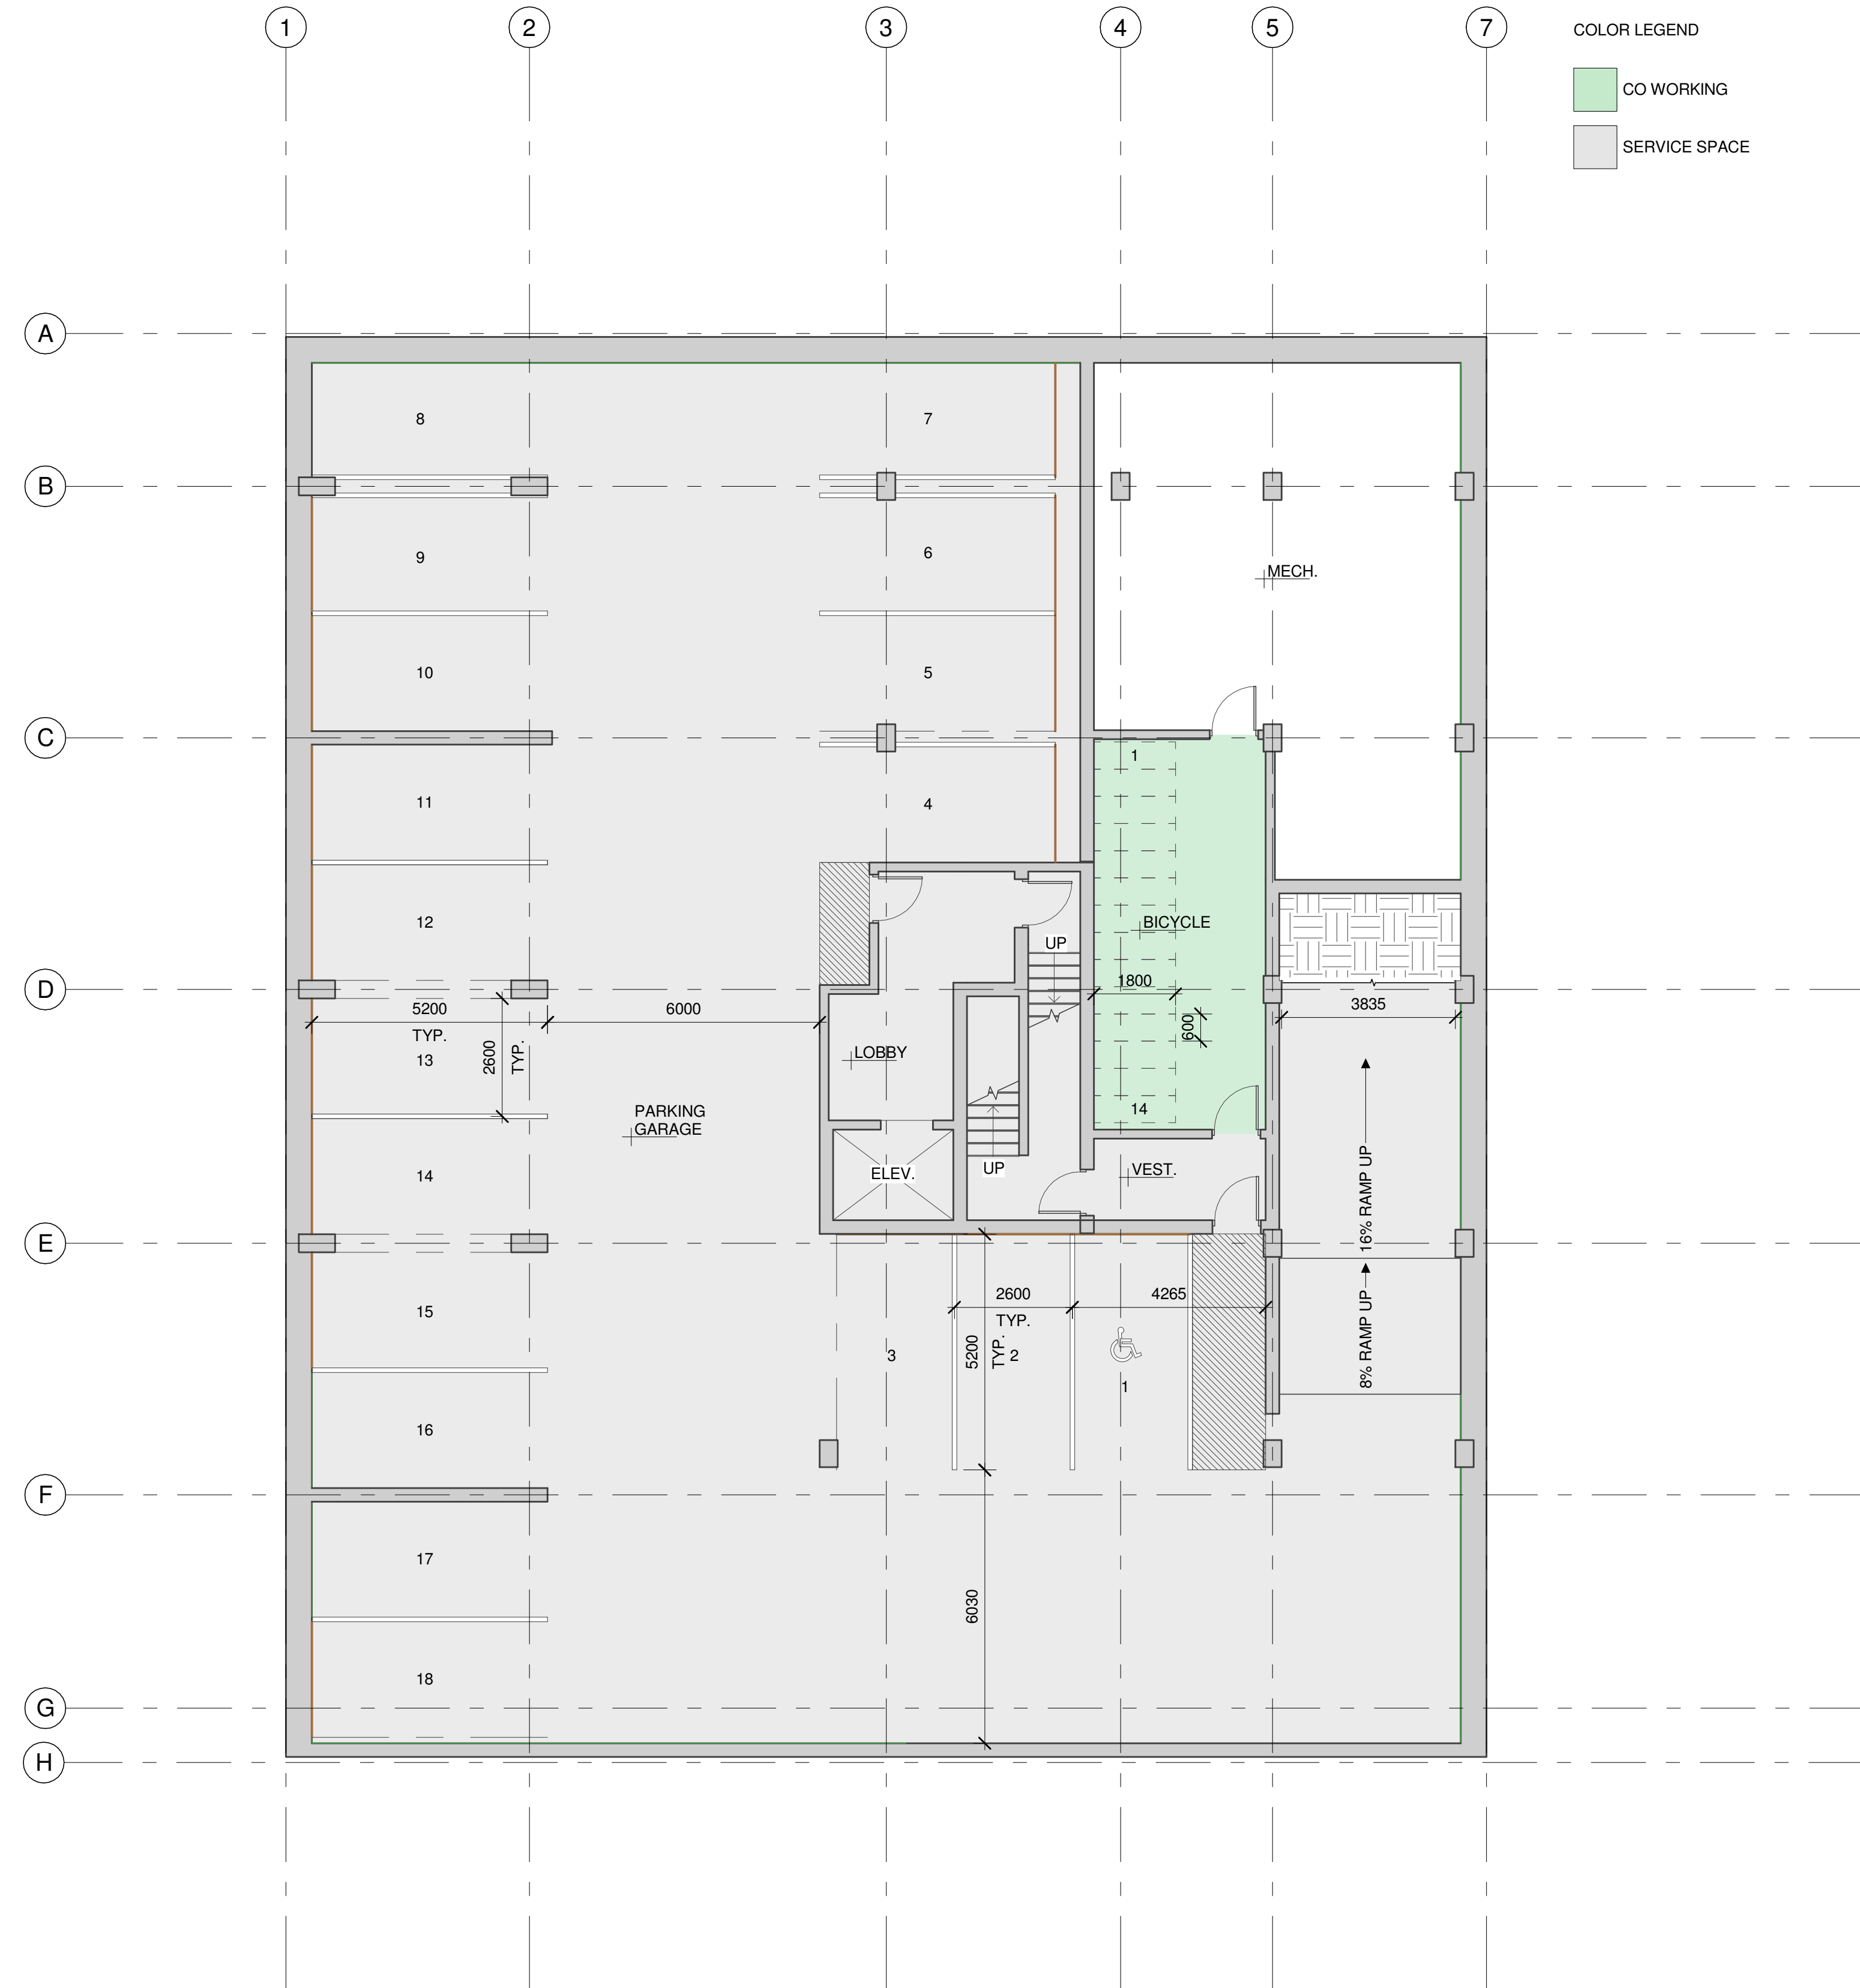 1
2
3
4
5
7
COLOR LEGEND
CO WORKING
SERVICE SPACE
A
8
7
B
9
6
MECH.
10
5
C
1
11
4
12
BICYCLE
UP
D
1800
5200
6000
3835
TYP.
600
13
2600
TYP.
LOBBY
PARKING
GARAGE
14
14
ELEV.
UP
VEST.
16% RAMP UP
E
2600
4265
15
TYP.
8% RAMP UP
3
5200
TYP.
2
1
16
F
17
6030
18
G
H